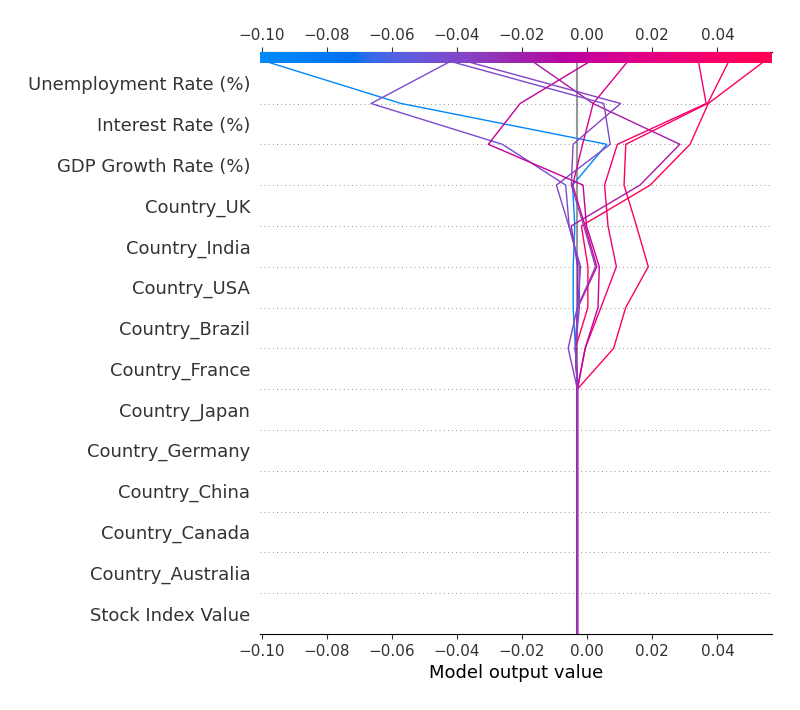 −0.10 −0.08 −0.06 −0.04 −0.02 0.00 0.02 0.04
Unemployment Rate (%)
Interest Rate (%)
GDP Growth Rate (%)
Country_UK
Country_India
Country_USA
Country_Brazil
Country_France
Country_Japan
Country_Germany
Country_China
Country_Canada
Country_Australia
Stock Index Value
−0.10 −0.08 −0.06 −0.04 −0.02 0.00 0.02 0.04
Model output value